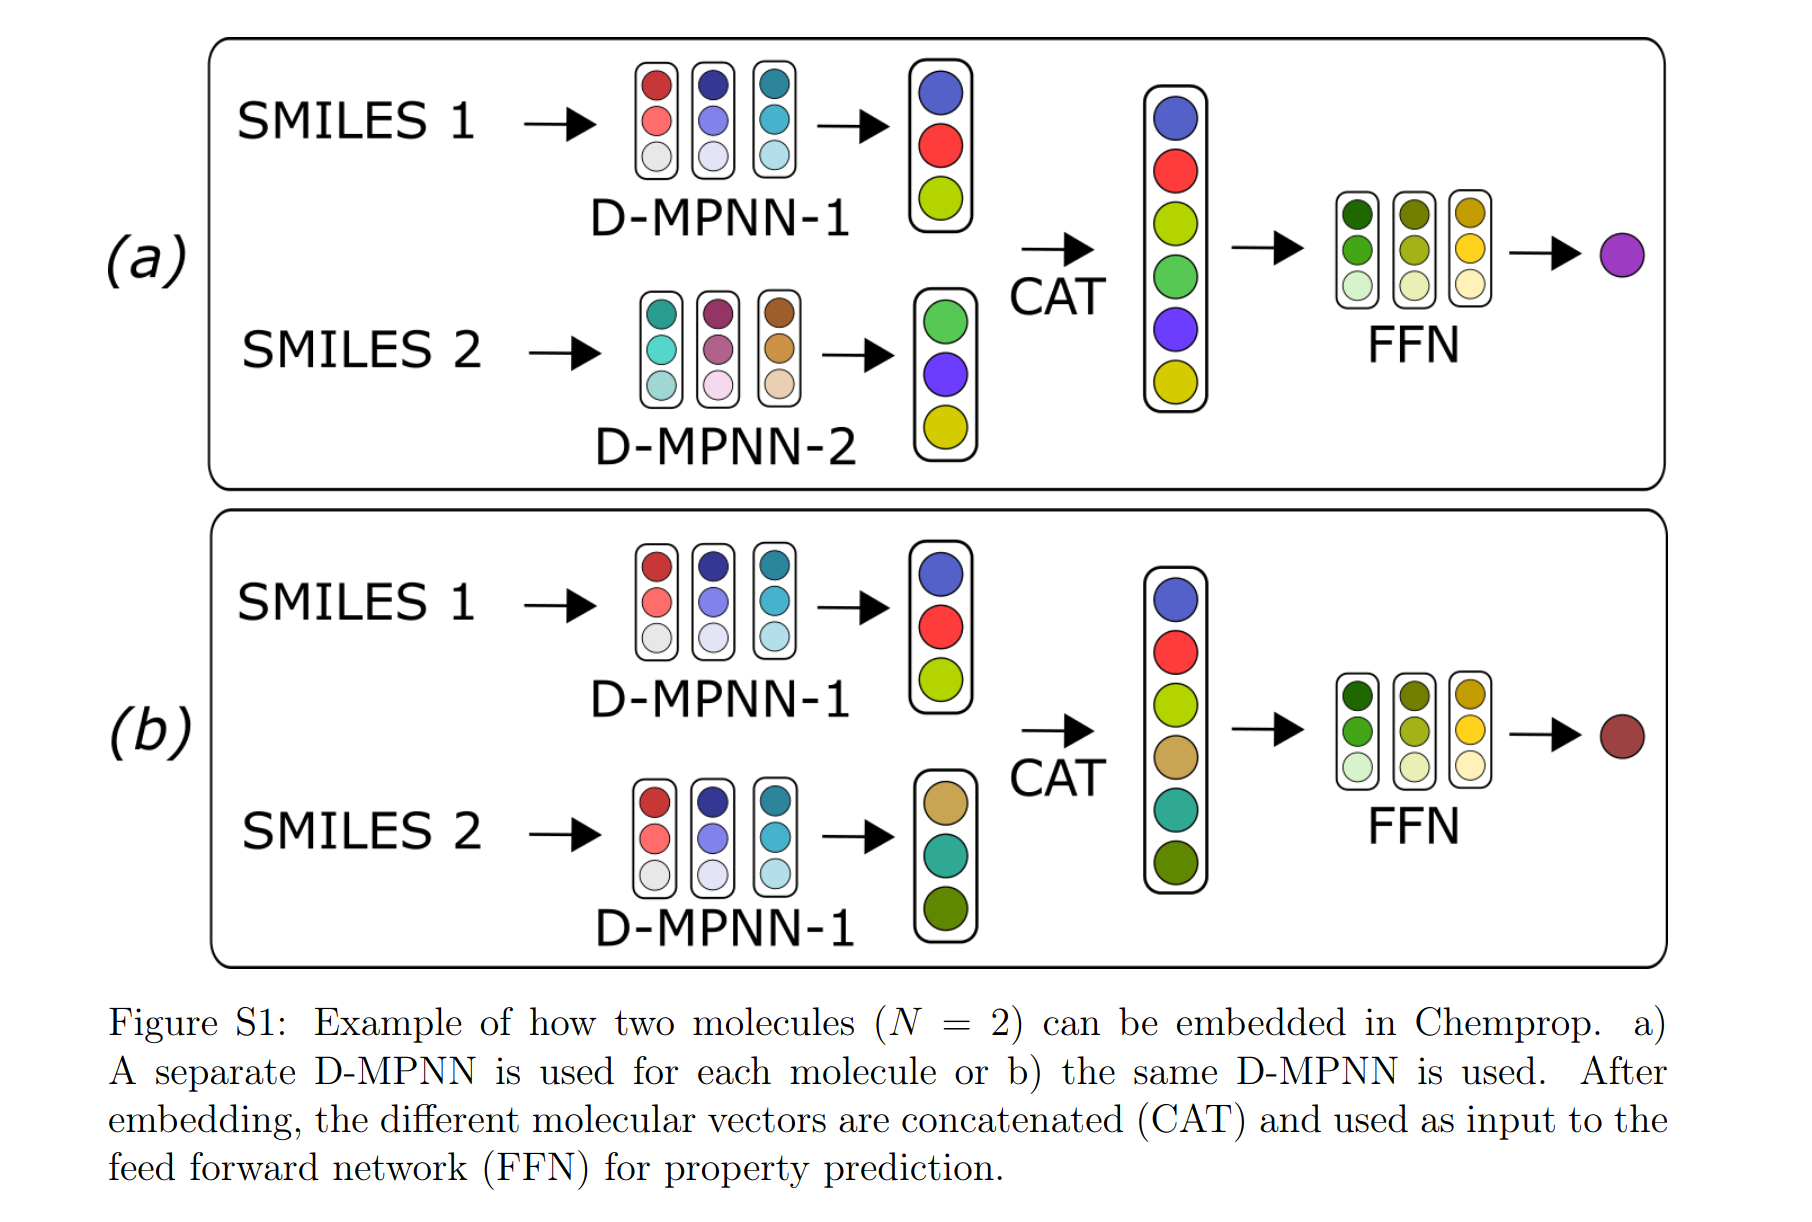 (a)
SMILES 1
D-MPNN-1
SMILES 2
D-MPNN-2
CAT
FFN
(b)
SMILES 1
D-MPNN-1
SMILES 2
D-MPNN-1
CAT
FFN
Figure S1: Example of how two molecules (N = 2) can be embedded in Chemprop. a)
A separate D-MPNN is used for each molecule or b) the same D-MPNN is used. After
embedding, the different molecular vectors are concatenated (CAT) and used as input to the
feed forward network (FFN) for property prediction.